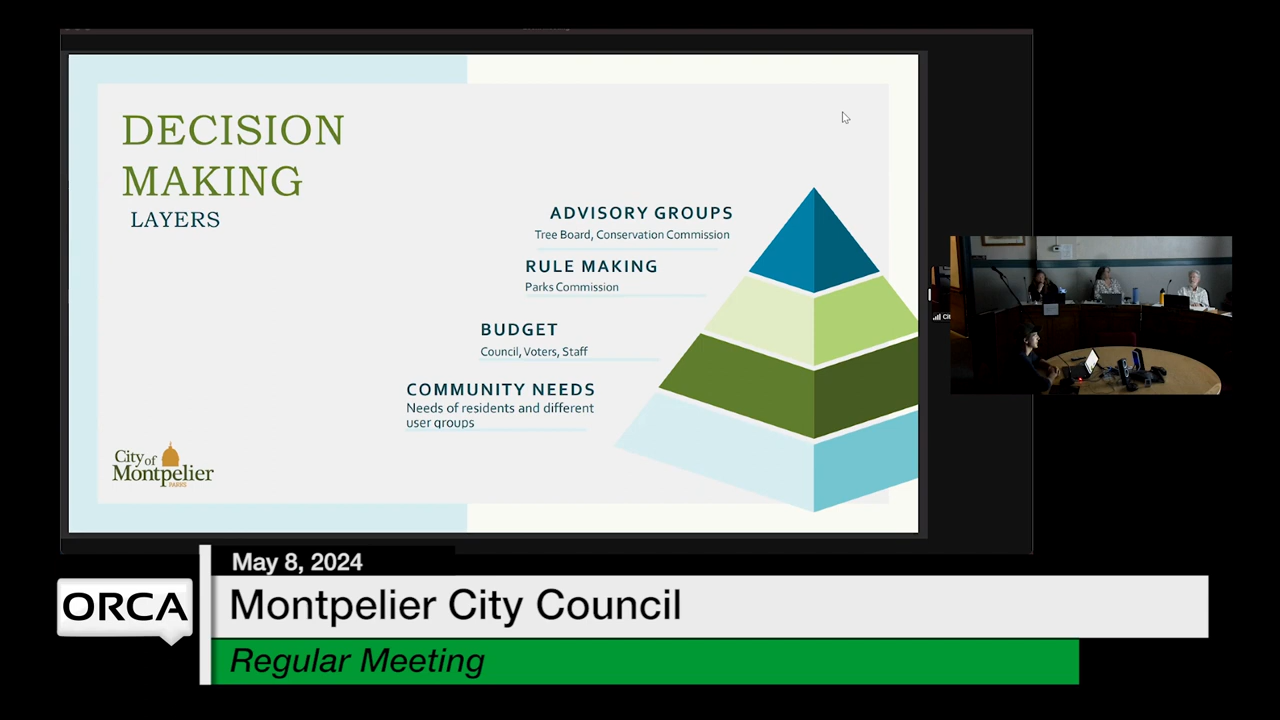 DECISION
MAKING
LAYERS
ADVISORY GROUPS
Tree Board, Conservation Commission
RULE MAKING
Parks Commission
BUDGET
Council, Voters, Staff
COMMUNITY NEEDS
Needs of residents and different
user groups
City of
Montpelier
PARKS
May 8, 2024
ORCA
Montpelier City Council
Regular Meeting